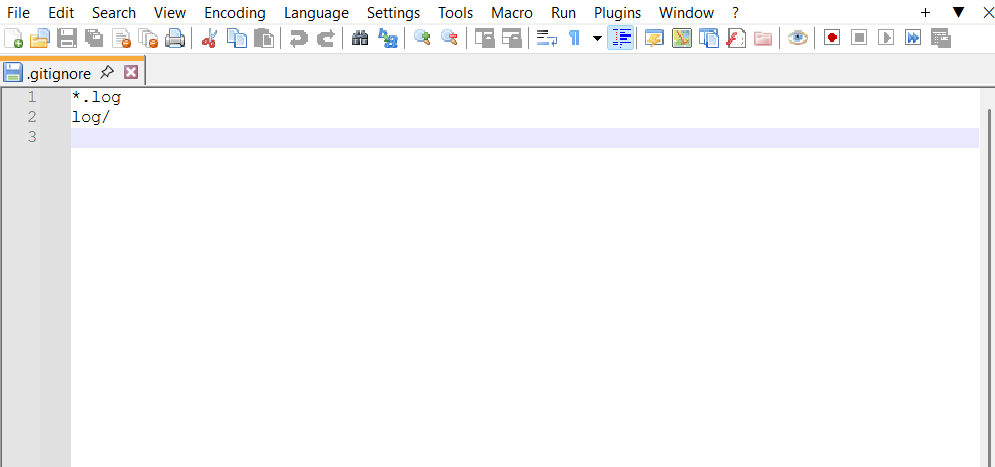 File Edit Search View Encoding Language Settings Tools Macro Run Plugins Window ? + ▼ X
.gitignore
1 *.log
2 log/
3